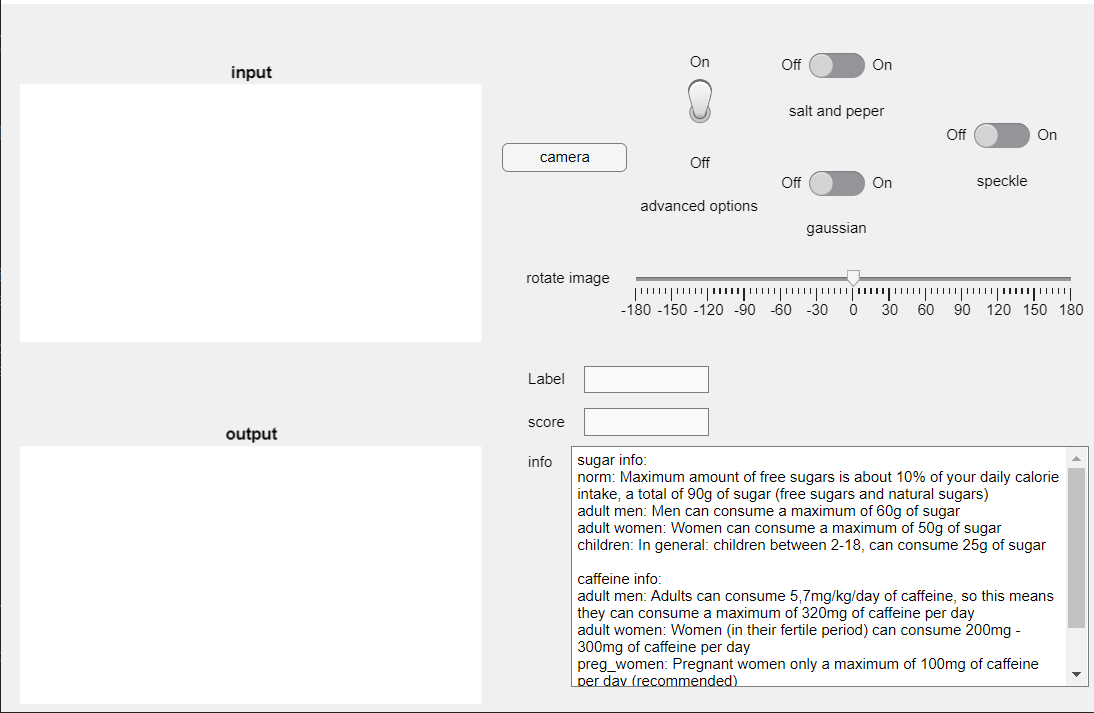 input
On
Off
On
salt and peper
Off
On
camera
speckle
Off
Off
On
advanced options
gaussian
rotate image
-180 -150 -120 -90 -60 -30 0 30 60 90 120 150 180
Label
score
output
info
sugar info:
norm: Maximum amount of free sugars is about 10% of your daily calorie
intake, a total of 90g of sugar (free sugars and natural sugars)
adult men: Men can consume a maximum of 60g of sugar
adult women: Women can consume a maximum of 50g of sugar
children: In general: children between 2-18, can consume 25g of sugar
caffeine info:
adult men: Adults can consume 5,7mg/kg/day of caffeine, so this means
they can consume a maximum of 320mg of caffeine per day
adult women: Women (in their fertile period) can consume 200mg -
300mg of caffeine per day
preg_women: Pregnant women only a maximum of 100mg of caffeine
per day (recommended)